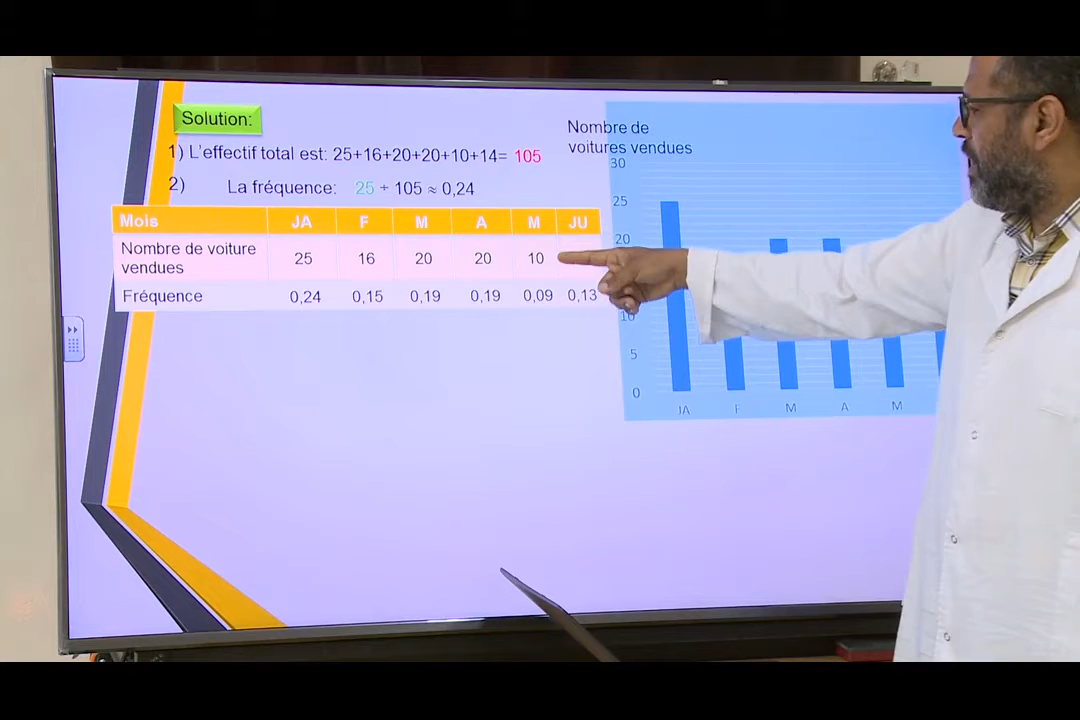 Solution:
1) L'effectif total est: 25+16+20+20+10+14= 105
2) La fréquence: 25 ÷ 105 ≈ 0,24
Mois JA F M A M JU
Nombre de voiture
vendues 25 16 20 20 10
Fréquence 0,24 0,15 0,19 0,19 0,09 0,13
Nombre de
voitures vendues
30
25
20
10
5
0
JA F M A M